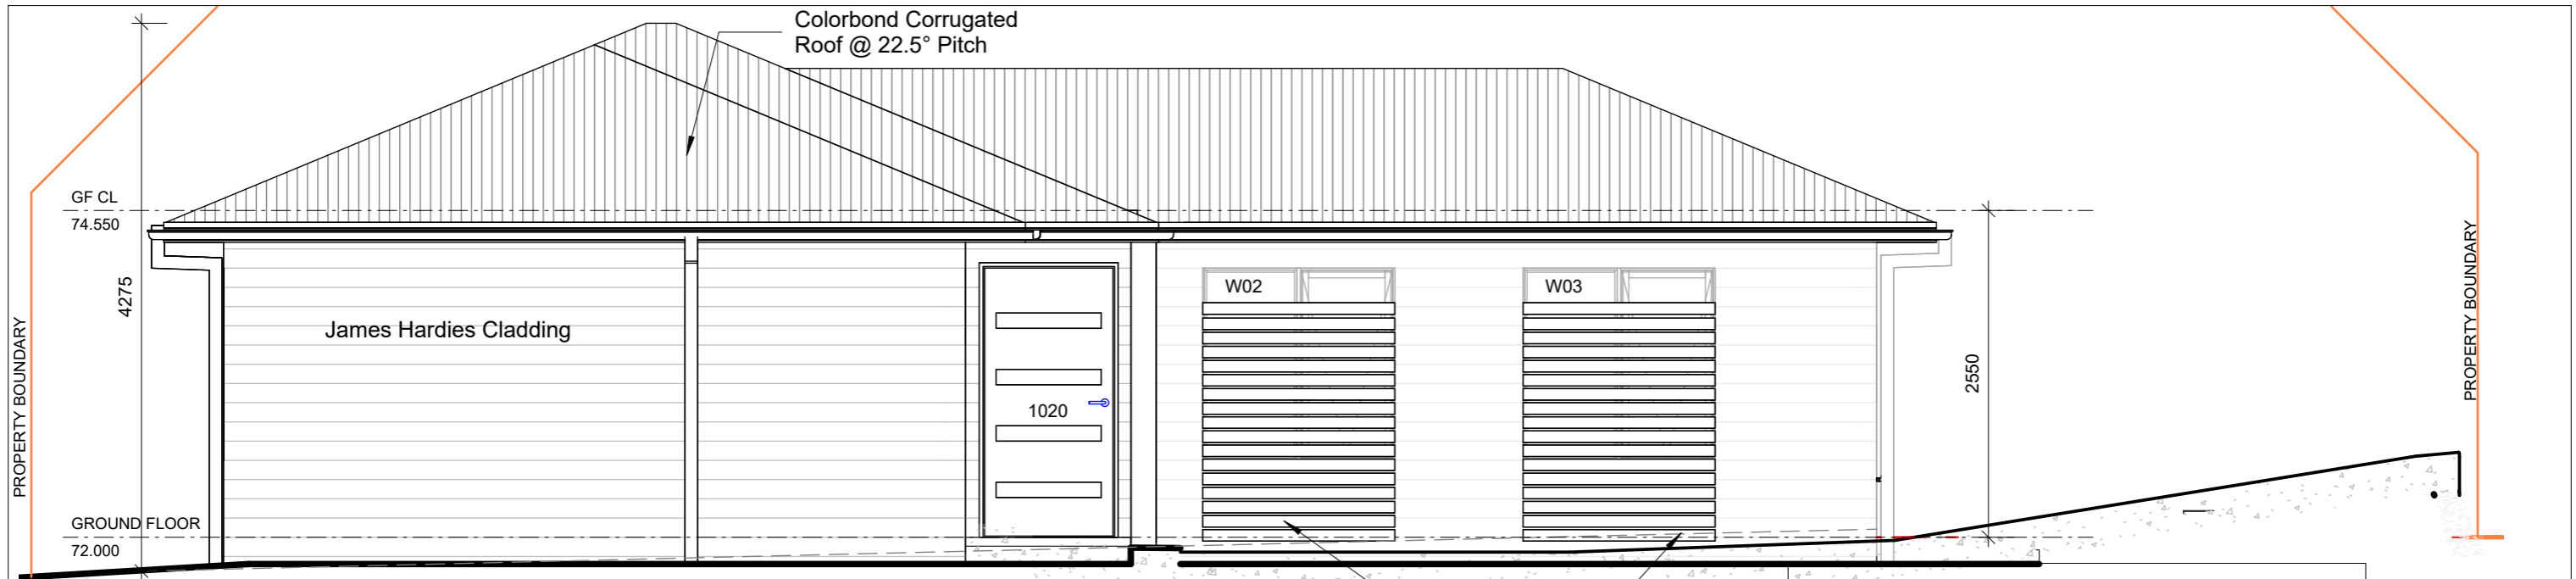 Colorbond Corrugated
Roof @ 22.5° Pitch
GF CL
74.550
4275
PROPERTY BOUNDARY
James Hardies Cladding
1020
W02
W03
2550
PROPERTY BOUNDARY
GROUND FLOOR
72.000